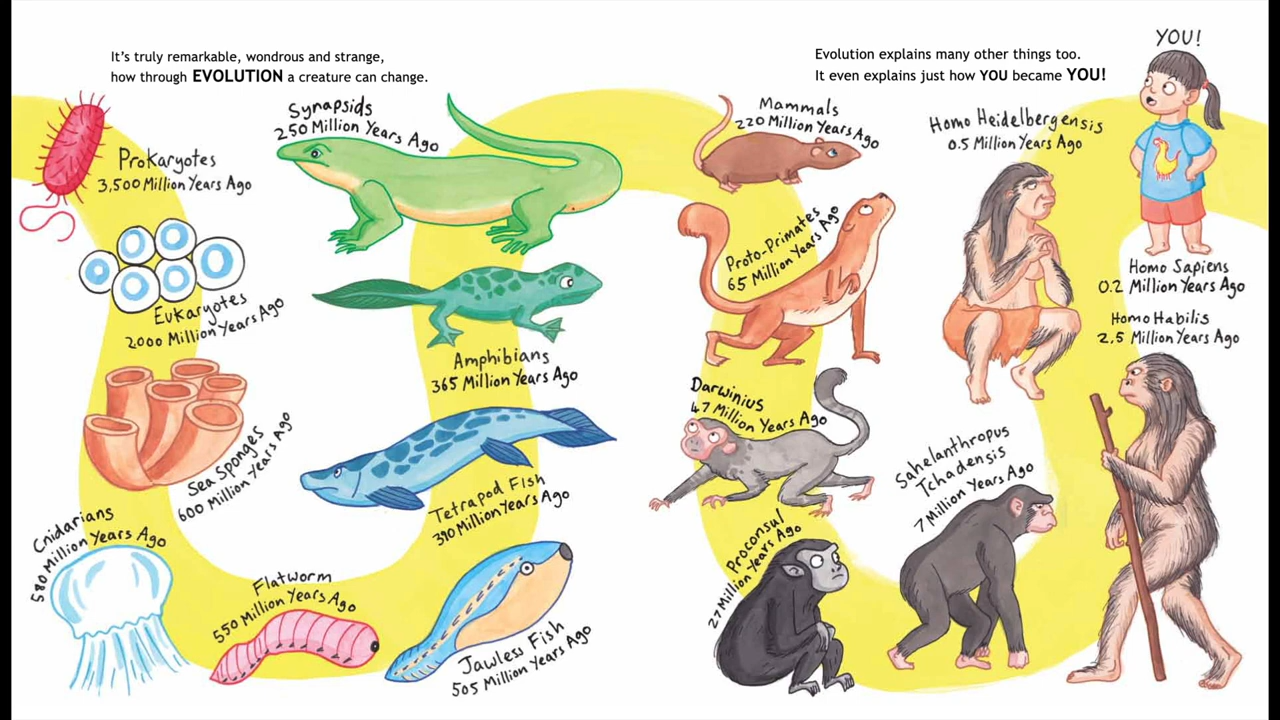 It's truly remarkable, wondrous and strange,
how through EVOLUTION a creature can change.
Prokaryotes
3,500 Million Years Ago
Eukaryotes
2000 Million Years Ago
Sea Sponges
600 Million Years Ago
Cnidarians
580 Million Years Ago
Flatworm
550 Million Years Ago
Jawless Fish
505 Million Years Ago
Tetrapod Fish
390 Million Years Ago
Amphibians
365 Million Years Ago
Synapsids
250 Million Years Ago
Evolution explains many other things too.
It even explains just how YOU became YOU!
Mammals
220 Million Years Ago
Proto-Primates
65 Million Years Ago
Darwinius
47 Million Years Ago
Proconsul
27 Million Years Ago
Sahelanthropus
Tchadensis
7 Million Years Ago
Homo Habilis
2.5 Million Years Ago
Homo Heidelbergensis
0.5 Million Years Ago
YOU!
Homo Sapiens
0.2 Million Years Ago